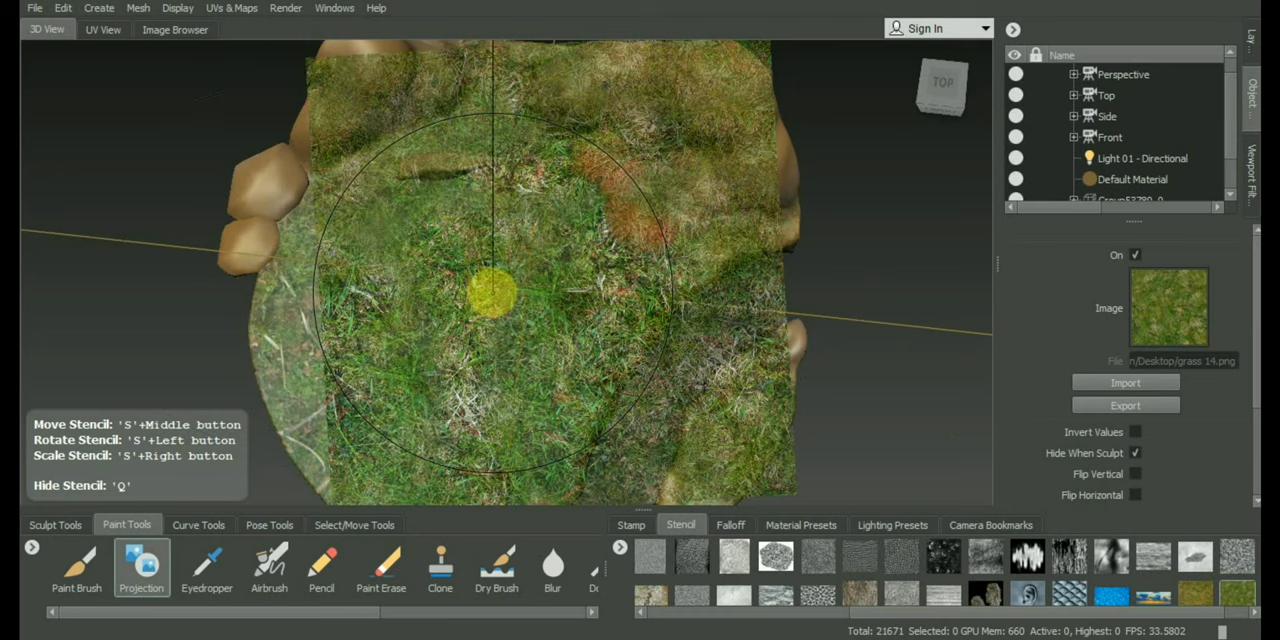 File Edit Create Mesh Display UVs & Maps Render Windows Help
3D View UV View Image Browser
Sign In
TOP
Name
Perspective
Top
Side
Front
Light 01 - Directional
Default Material
Lay...
Object...
Viewport Filt...
On
Image
File n/Desktop/grass 14.png
Import
Export
Invert Values
Hide When Sculpt
Flip Vertical
Flip Horizontal
Move Stencil: 'S'+Middle button
Rotate Stencil: 'S'+Left button
Scale Stencil: 'S'+Right button
Hide Stencil: 'Q'
Sculpt Tools Paint Tools Curve Tools Pose Tools Select/Move Tools
Stamp Stencil Falloff Material Presets Lighting Presets Camera Bookmarks
Paint Brush Projection Eyedropper Airbrush Pencil Paint Erase Clone Dry Brush Blur
Total: 21671 Selected: 0 GPU Mem: 660 Active: 0, Highest: 0 FPS: 33.5802